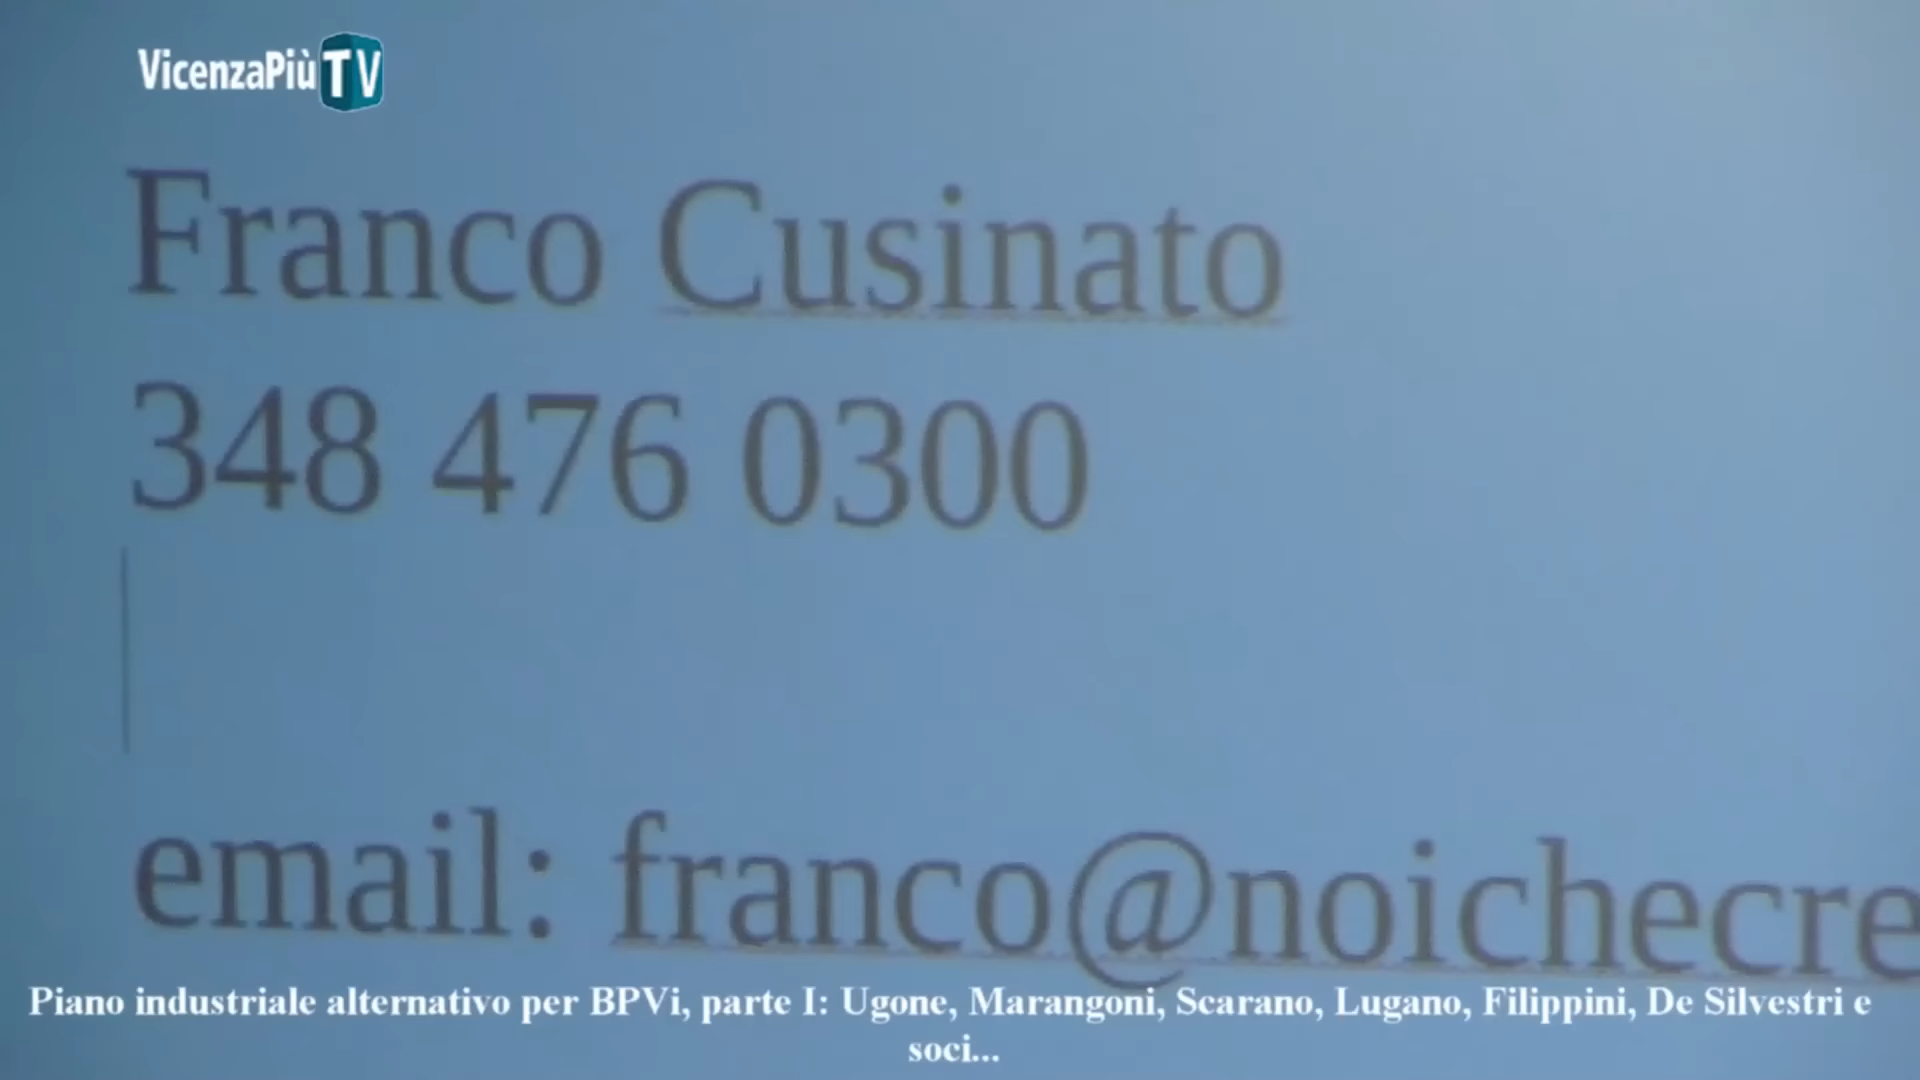 VicenzaPiùTV
Franco Cusinato
348 476 0300
email: franco@noichecre
Piano industriale alternativo per BPVi, parte I: Ugone, Marangoni, Scarano, Lugano, Filippini, De Silvestri e
soci...